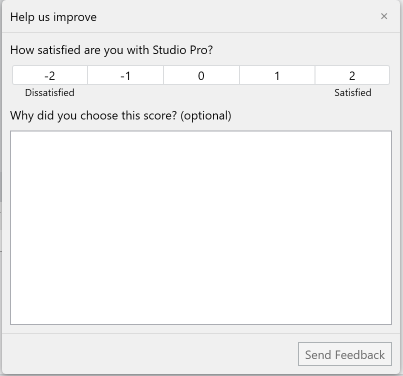 Help us improve
×
How satisfied are you with Studio Pro?
-2 -1 0 1 2
Dissatisfied Satisfied
Why did you choose this score? (optional)
Send Feedback